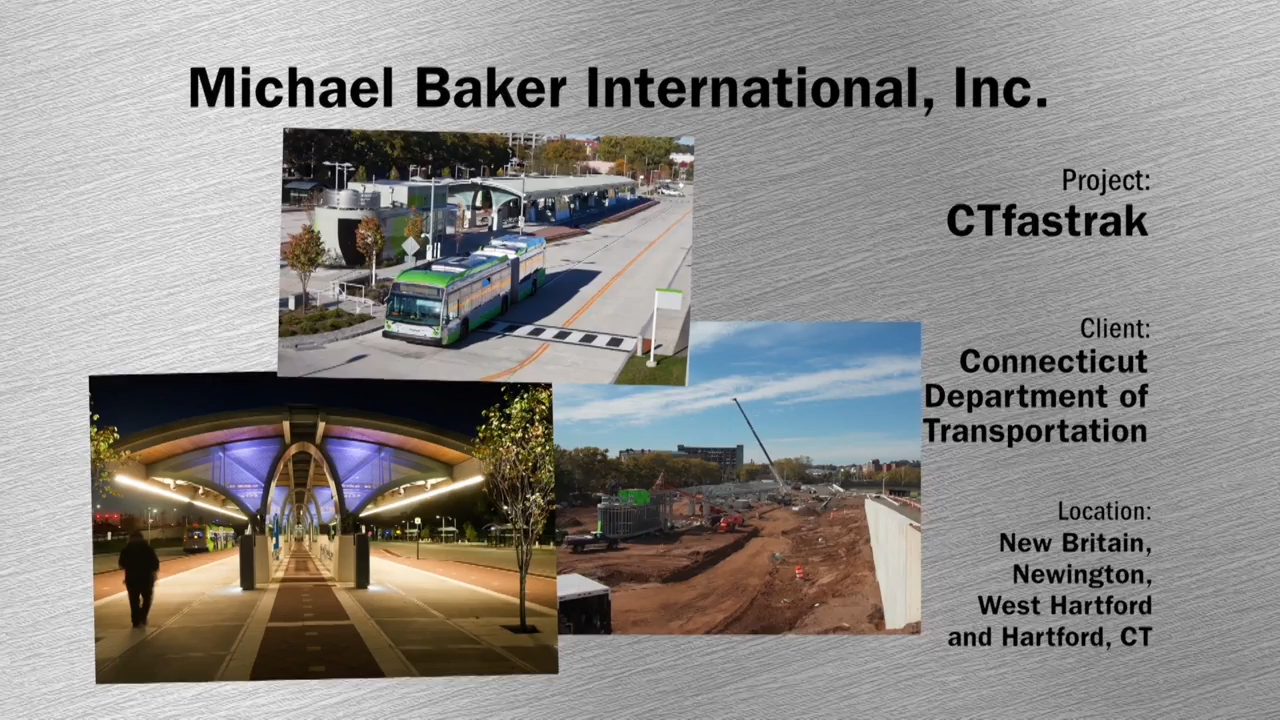 Michael Baker International, Inc.
Project:
CTfastrak
Client:
Connecticut
Department of
Transportation
Location:
New Britain,
Newington,
West Hartford
and Hartford, CT